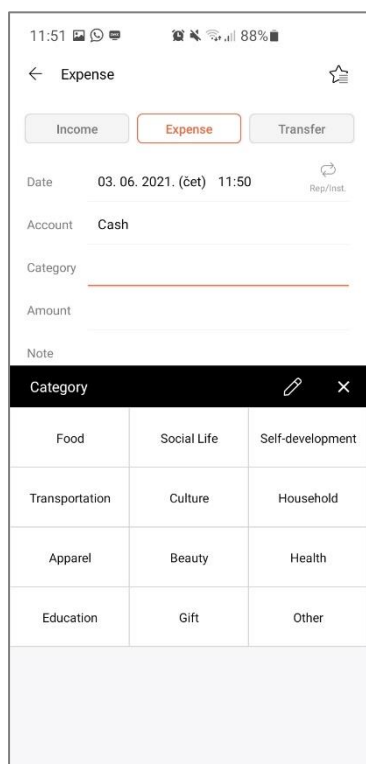 11:51 88%
Expense
Income Expense Transfer
Date 03. 06. 2021. (čet) 11:50 Rep/Inst.
Account Cash
Category
Amount
Note
Category
Food Social Life Self-development
Transportation Culture Household
Apparel Beauty Health
Education Gift Other